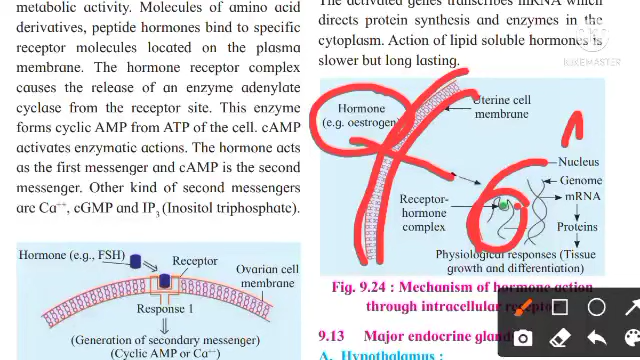 metabolic activity. Molecules of amino acid
derivatives, peptide hormones bind to specific
receptor molecules located on the plasma
membrane. The hormone receptor complex
causes the release of an enzyme adenylate
cyclase from the receptor site. This enzyme
forms cyclic AMP from ATP of the cell. cAMP
activates enzymatic actions. The hormone acts
as the first messenger and cAMP is the second
messenger. Other kind of second messengers
are Ca⁺⁺, cGMP and IP₃ (Inositol triphosphate).
Hormone (e.g., FSH)
Receptor
Ovarian cell
membrane
Response 1
(Generation of secondary messenger)
(Cyclic AMP or Ca⁺⁺)
The activated genes transcribes mRNA which
directs protein synthesis and enzymes in the
cytoplasm. Action of lipid soluble hormones is
slower but long lasting.
KINEMASTER
Hormone
(e.g. oestrogen)
Uterine cell
membrane
Nucleus
Genome
mRNA
Receptor-
hormone
complex
Proteins
Physiological responses (Tissue
growth and differentiation)
Fig. 9.24 : Mechanism of hormone action
through intracellular receptor
9.13 Major endocrine gland
A. Hypothalamus :